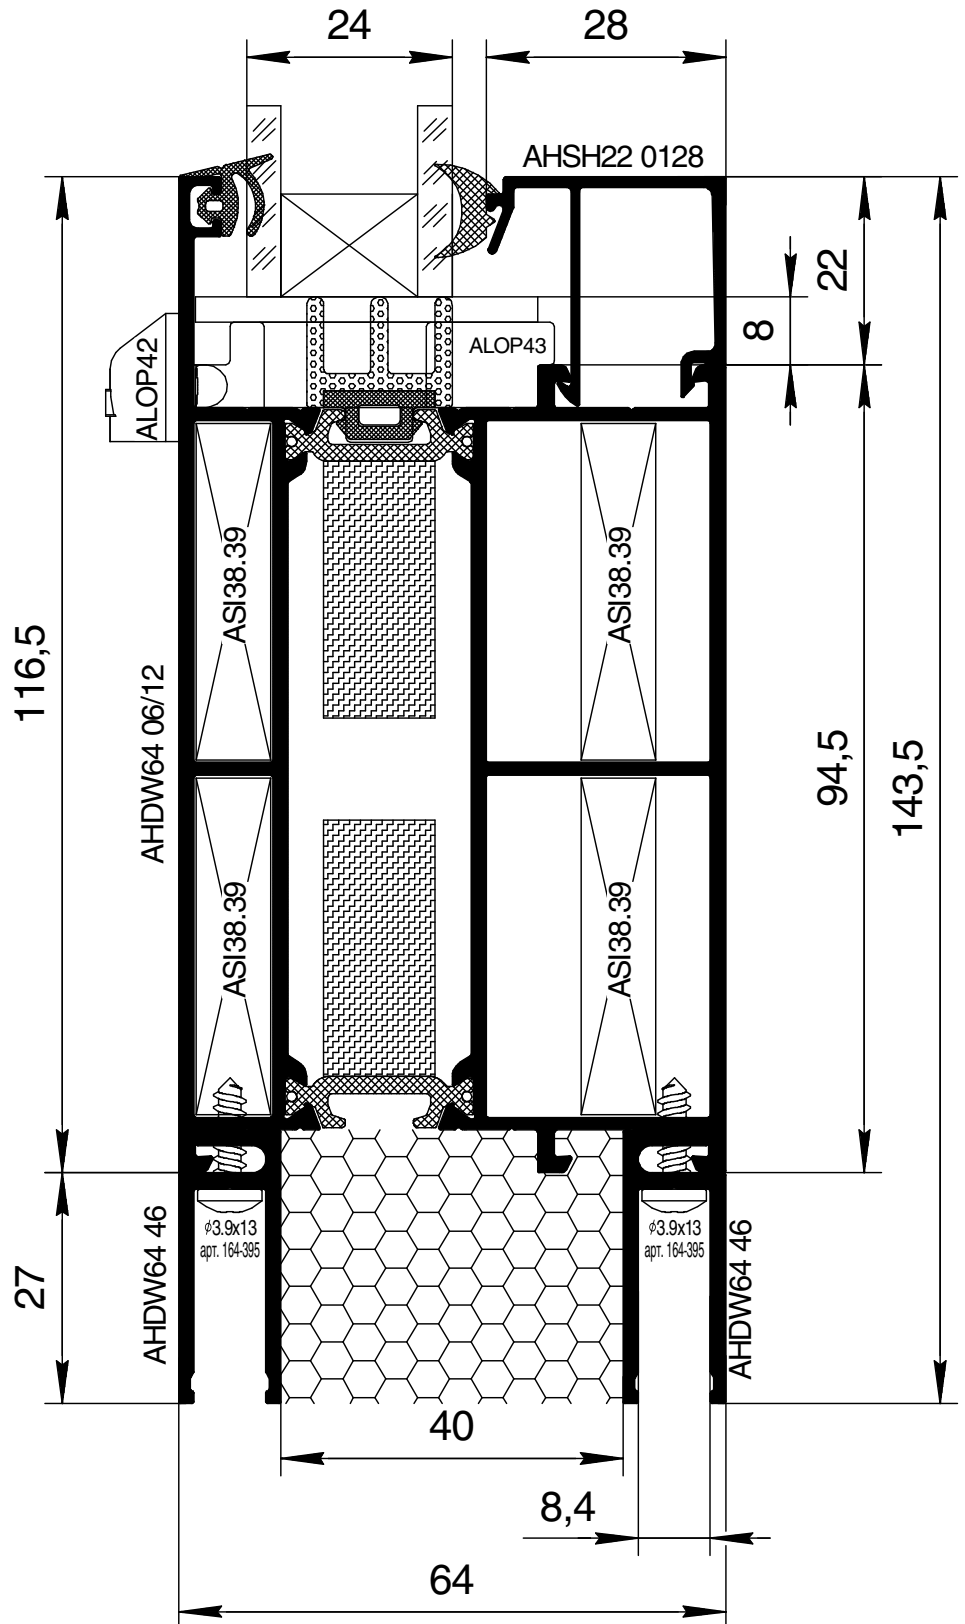 24
28
AHSH22 0128
22
8
ALOP42
ALOP43
ASI38.39
ASI38.39
116,5
AHDW64 06/12
94,5
143,5
ASI38.39
ASI38.39
27
AHDW64 46
ϕ3.9x13
арт. 164-395
ϕ3.9x13
арт. 164-395
AHDW64 46
40
8,4
64